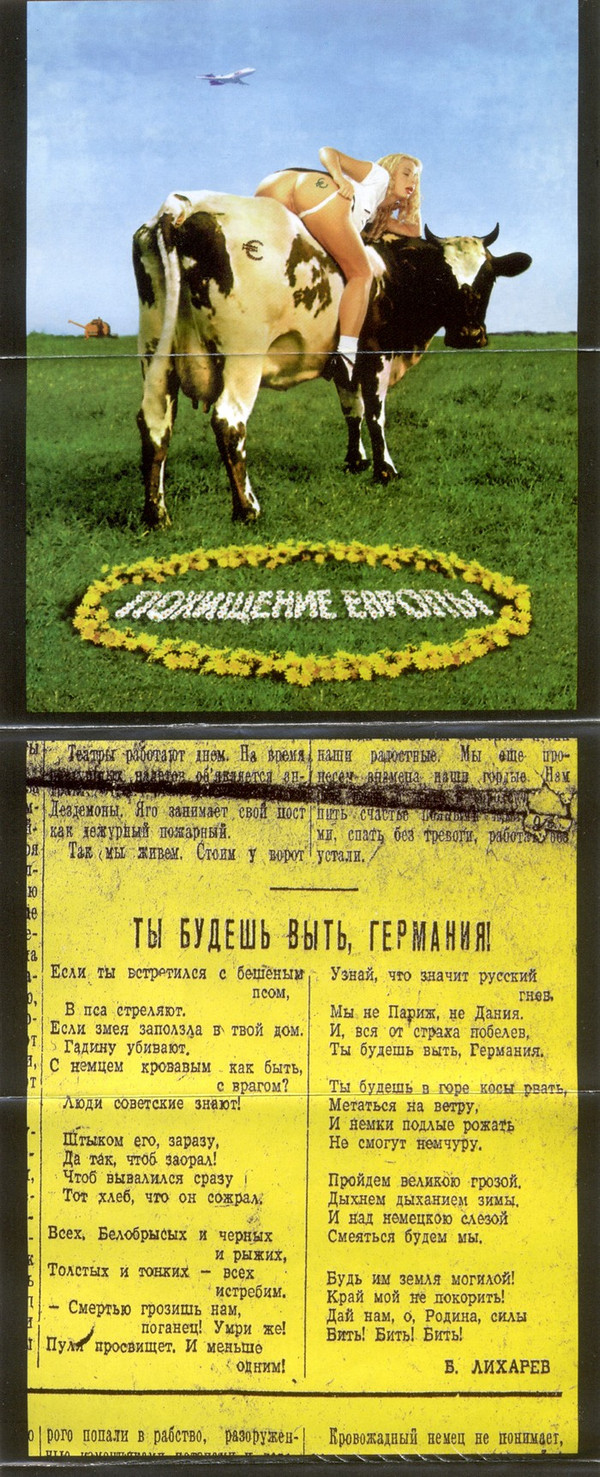 €
€
ПОХИЩЕНИЕ ЕВРОПЫ
Театры работают днем. На время
об'является ан-
Дездемоны. Яго занимает свой пост
как дежурный пожарный.
Так мы живем. Стоим у ворот
наши радостные. Мы еще про-
несем знамена наши гордые. Нам
пить счастье
ми, спать без тревоги, работать без
устали.
ТЫ БУДЕШЬ ВЫТЬ, ГЕРМАНИЯ!
Если ты встретился с бешеным
псом,
В пса стреляют.
Если змея заползла в твой дом.
Гадину убивают.
С немцем кровавым как быть,
с врагом?
Люди советские знают!
Штыком его, заразу,
Да так, чтоб заорал!
Чтоб вывалился сразу
Тот хлеб, что он сожрал.
Всех. Белобрысых и черных
и рыжих,
Толстых и тонких — всех
истребим.
— Смертью грозишь нам,
поганец! Умри же!
Пуля просвищет. И меньше
одним!
Узнай, что значит русский
гнев.
Мы не Париж, не Дания.
И, вся от страха побелев,
Ты будешь выть, Германия.
Ты будешь в горе косы рвать,
Метаться на ветру,
И немки подлые рожать
Не смогут немчуру.
Пройдем великою грозой.
Дыхнем дыханием зимы.
И над немецкою слезой
Смеяться будем мы.
Будь им земля могилой!
Край мой не покорить!
Дай нам, о, Родина, силы
Бить! Бить! Бить!
Б. ЛИХАРЕВ
рого попали в рабство, разоружен-
Кровожадный немец не понимает,